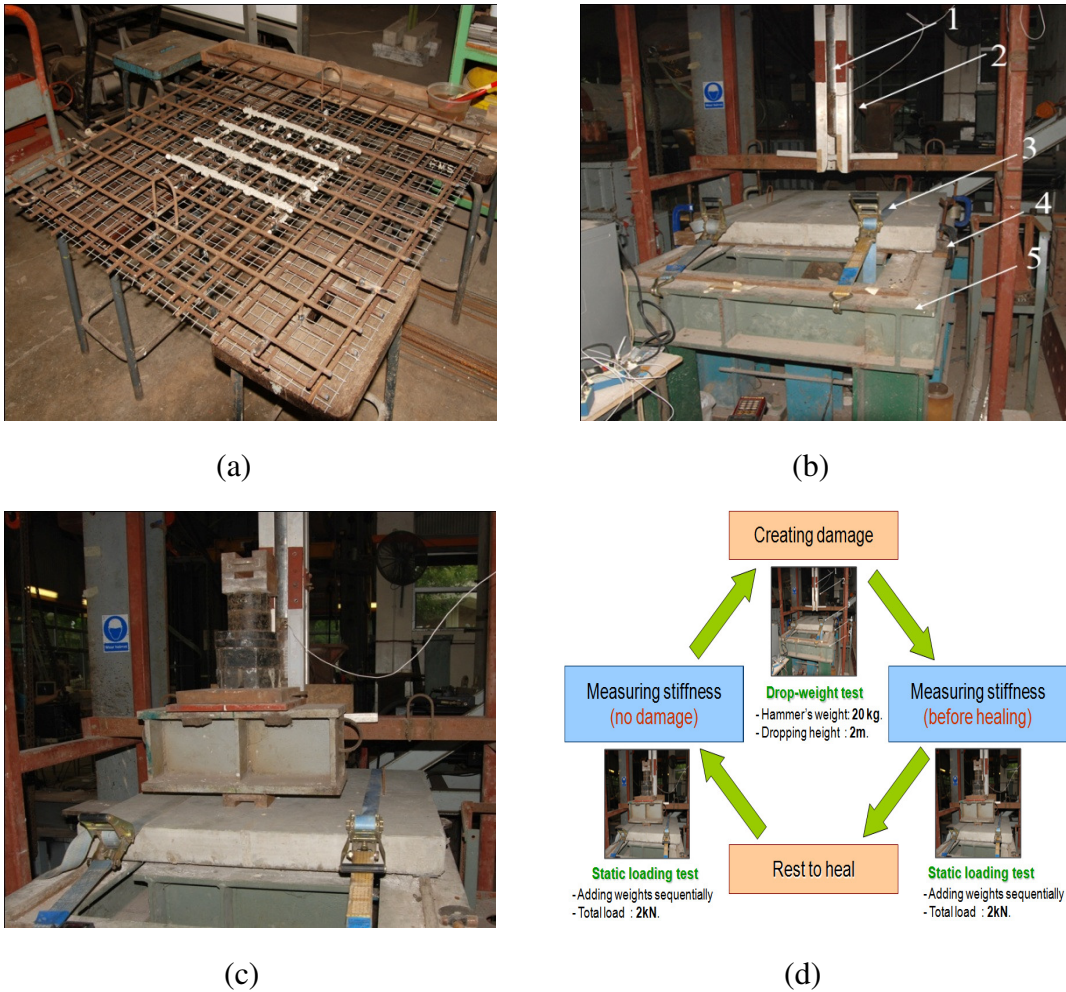 1
2
3
4
5
(a)
(b)
Creating damage
Measuring stiffness
(no damage)
Drop-weight test
- Hammer's weight: 20 kg.
- Dropping height : 2m.
Measuring stiffness
(before healing)
Static loading test
- Adding weights sequentially
- Total load : 2kN.
Rest to heal
Static loading test
- Adding weights sequentially
- Total load : 2kN.
(c)
(d)